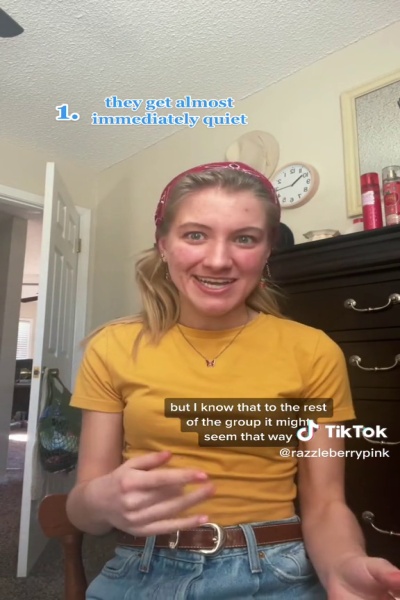 1. they get almost
immediately quiet
but I know that to the rest
of the group it might
seem that way
TikTok
@razzleberrypink